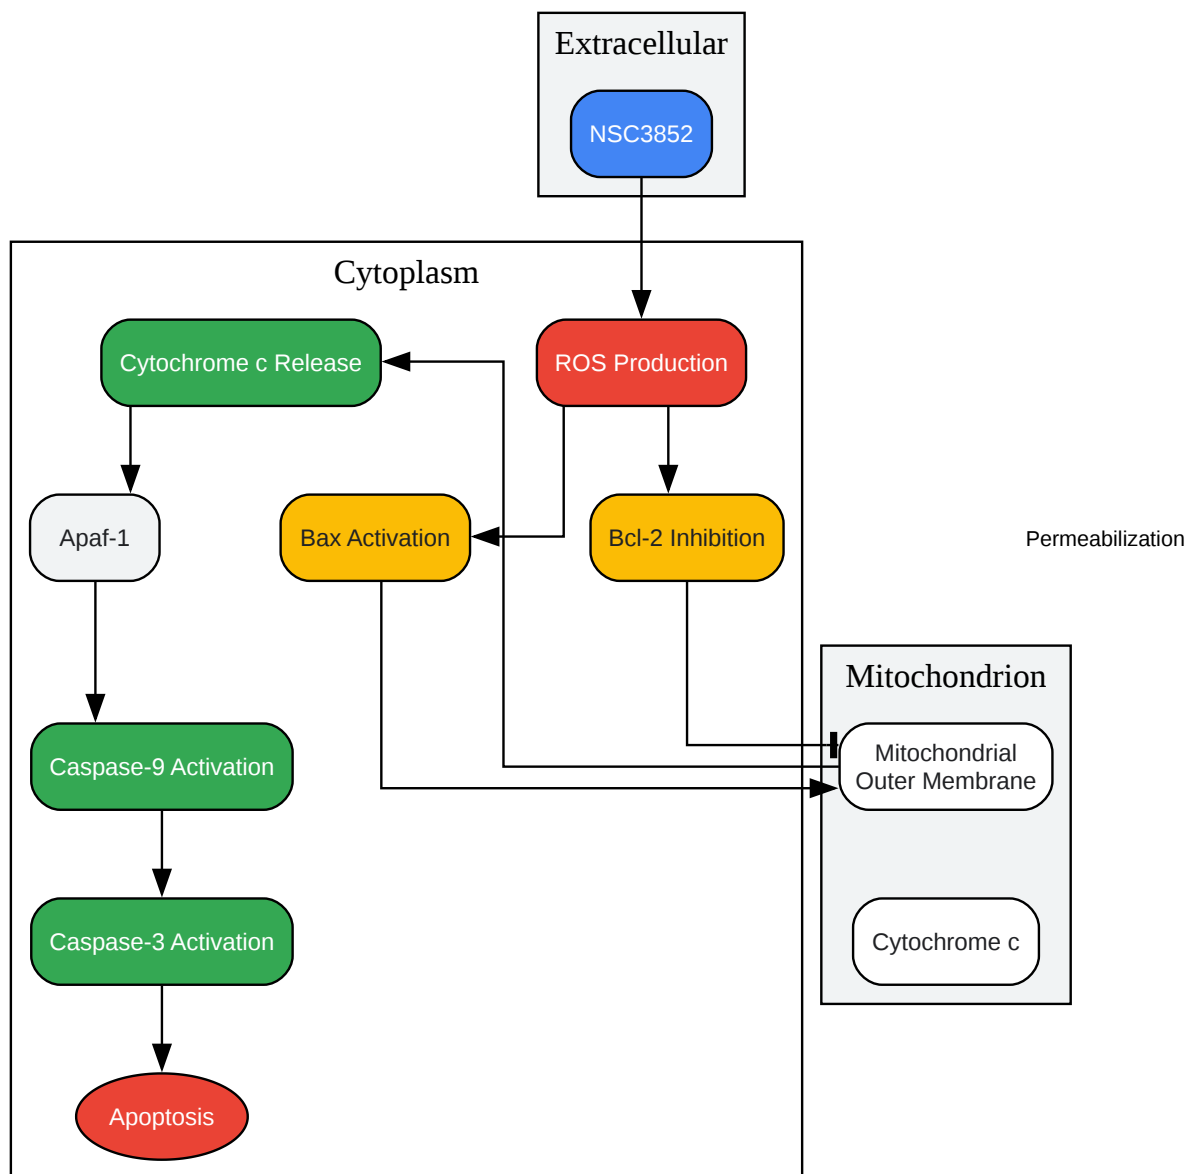 Extracellular
NSC3852
Cytoplasm
Cytochrome c Release
ROS Production
Apaf-1
Bax Activation
Bcl-2 Inhibition
Permeabilization
Mitochondrion
Caspase-9 Activation
Mitochondrial
Outer Membrane
Caspase-3 Activation
Cytochrome c
Apoptosis